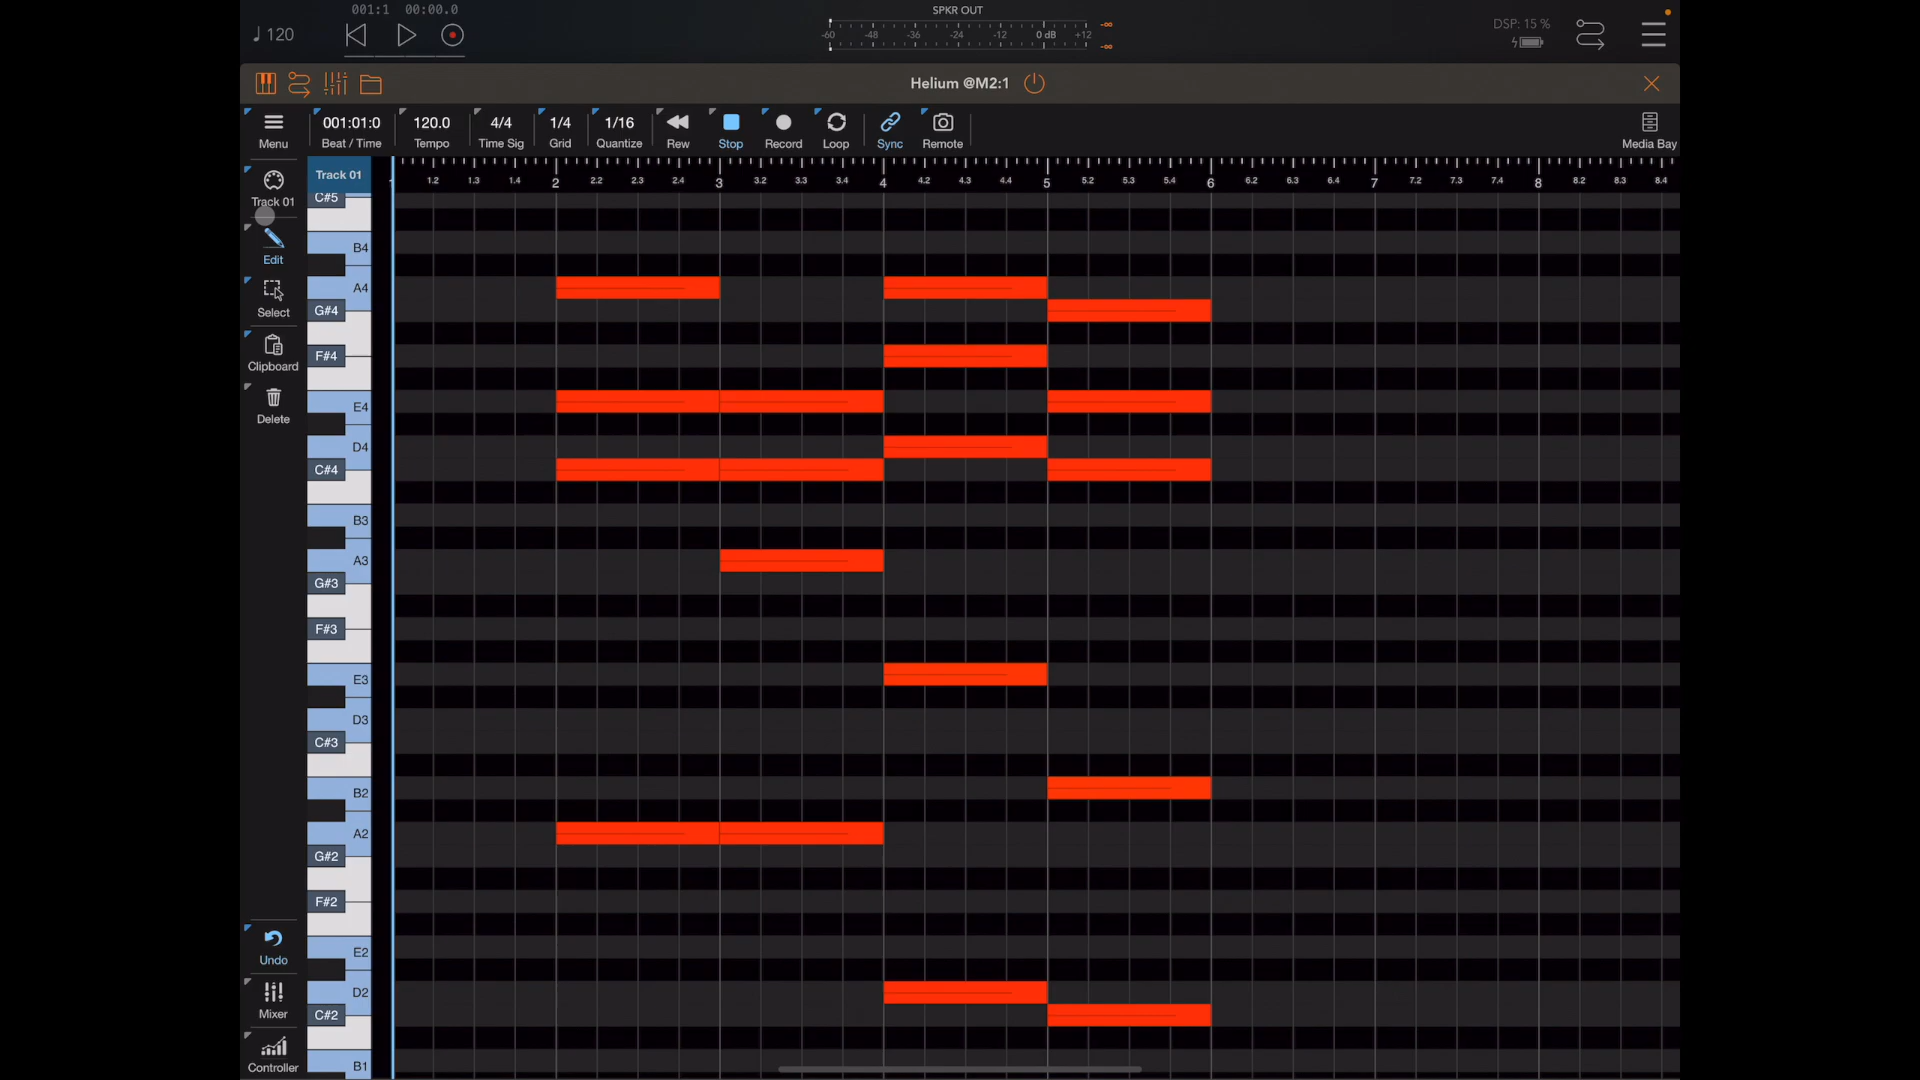 001:1 00:00.0
SPKR OUT
♩120
-60 -48 -36 -24 -12 0 dB +12
-∞
-∞
DSP: 15 %
Helium @M2:1
001:01:0
Beat / Time
120.0
Tempo
4/4
Time Sig
1/4
Grid
1/16
Quantize
Rew
Stop
Record
Loop
Sync
Remote
Media Bay
Menu
Track 01
1.2 1.3 1.4 2 2.2 2.3 2.4 3 3.2 3.3 3.4 4 4.2 4.3 4.4 5 5.2 5.3 5.4 6 6.2 6.3 6.4 7 7.2 7.3 7.4 8 8.2 8.3 8.4
Track 01
Edit
Select
Clipboard
Delete
Undo
Mixer
Controller
C#5
B4
A4
G#4
F#4
E4
D4
C#4
B3
A3
G#3
F#3
E3
D3
C#3
B2
A2
G#2
F#2
E2
D2
C#2
B1